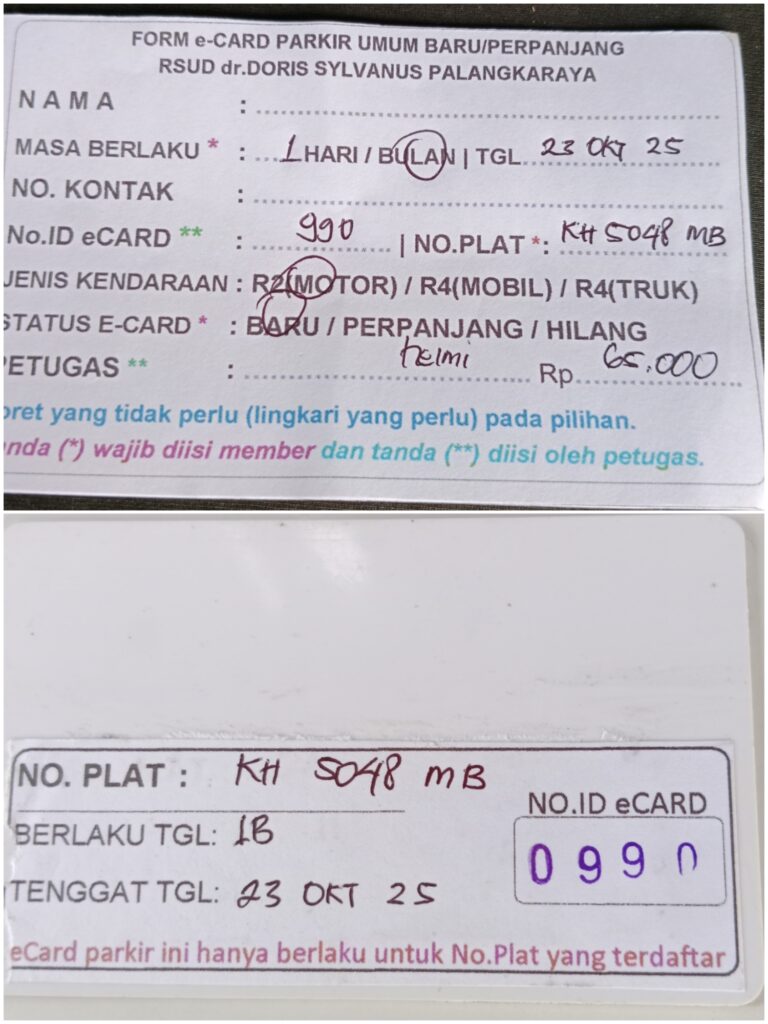 FORM e-CARD PARKIR UMUM BARU/PERPANJANG
RSUD dr.DORIS SYLVANUS PALANGKARAYA
NAMA : 
MASA BERLAKU * : 1 HARI / BULAN | TGL 23 OKT 25
NO. KONTAK :
No.ID eCARD ** : 990 | NO.PLAT *: KH 5048 MB
JENIS KENDARAAN : R2(MOTOR) / R4(MOBIL) / R4(TRUK)
STATUS E-CARD * : BARU / PERPANJANG / HILANG
PETUGAS ** : helmi Rp 65.000
oret yang tidak perlu (lingkari yang perlu) pada pilihan.
nda (*) wajib diisi member dan tanda (**) diisi oleh petugas.
NO. PLAT : KH 5048 MB
BERLAKU TGL: 1B
TENGGAT TGL: 23 OKT 25
NO.ID eCARD
0990
eCard parkir ini hanya berlaku untuk No.Plat yang terdaftar